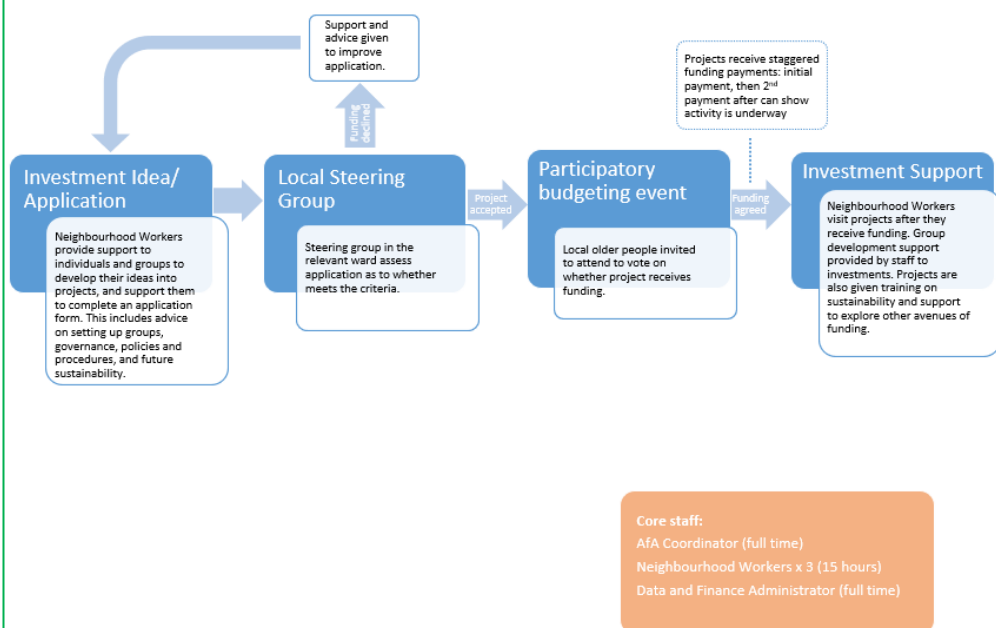 Support and
advice given
to improve
application.
Projects receive staggered
funding payments: initial
payment, then 2nd
payment after can show
activity is underway
Funding
declined
Investment Idea/
Application
Neighbourhood Workers
provide support to
individuals and groups to
develop their ideas into
projects, and support them
to complete an application
form. This includes advice
on setting up groups,
governance, policies and
procedures, and future
sustainability.
Local Steering
Group
Steering group in the
relevant ward assess
application as to whether
meets the criteria.
Project
accepted
Participatory
budgeting event
Local older people invited
to attend to vote on
whether project receives
funding.
Funding
agreed
Investment Support
Neighbourhood Workers
visit projects after they
receive funding. Group
development support
provided by staff to
investments. Projects are
also given training on
sustainability and support
to explore other avenues of
funding.
Core staff:
AfA Coordinator (full time)
Neighbourhood Workers x 3 (15 hours)
Data and Finance Administrator (full time)